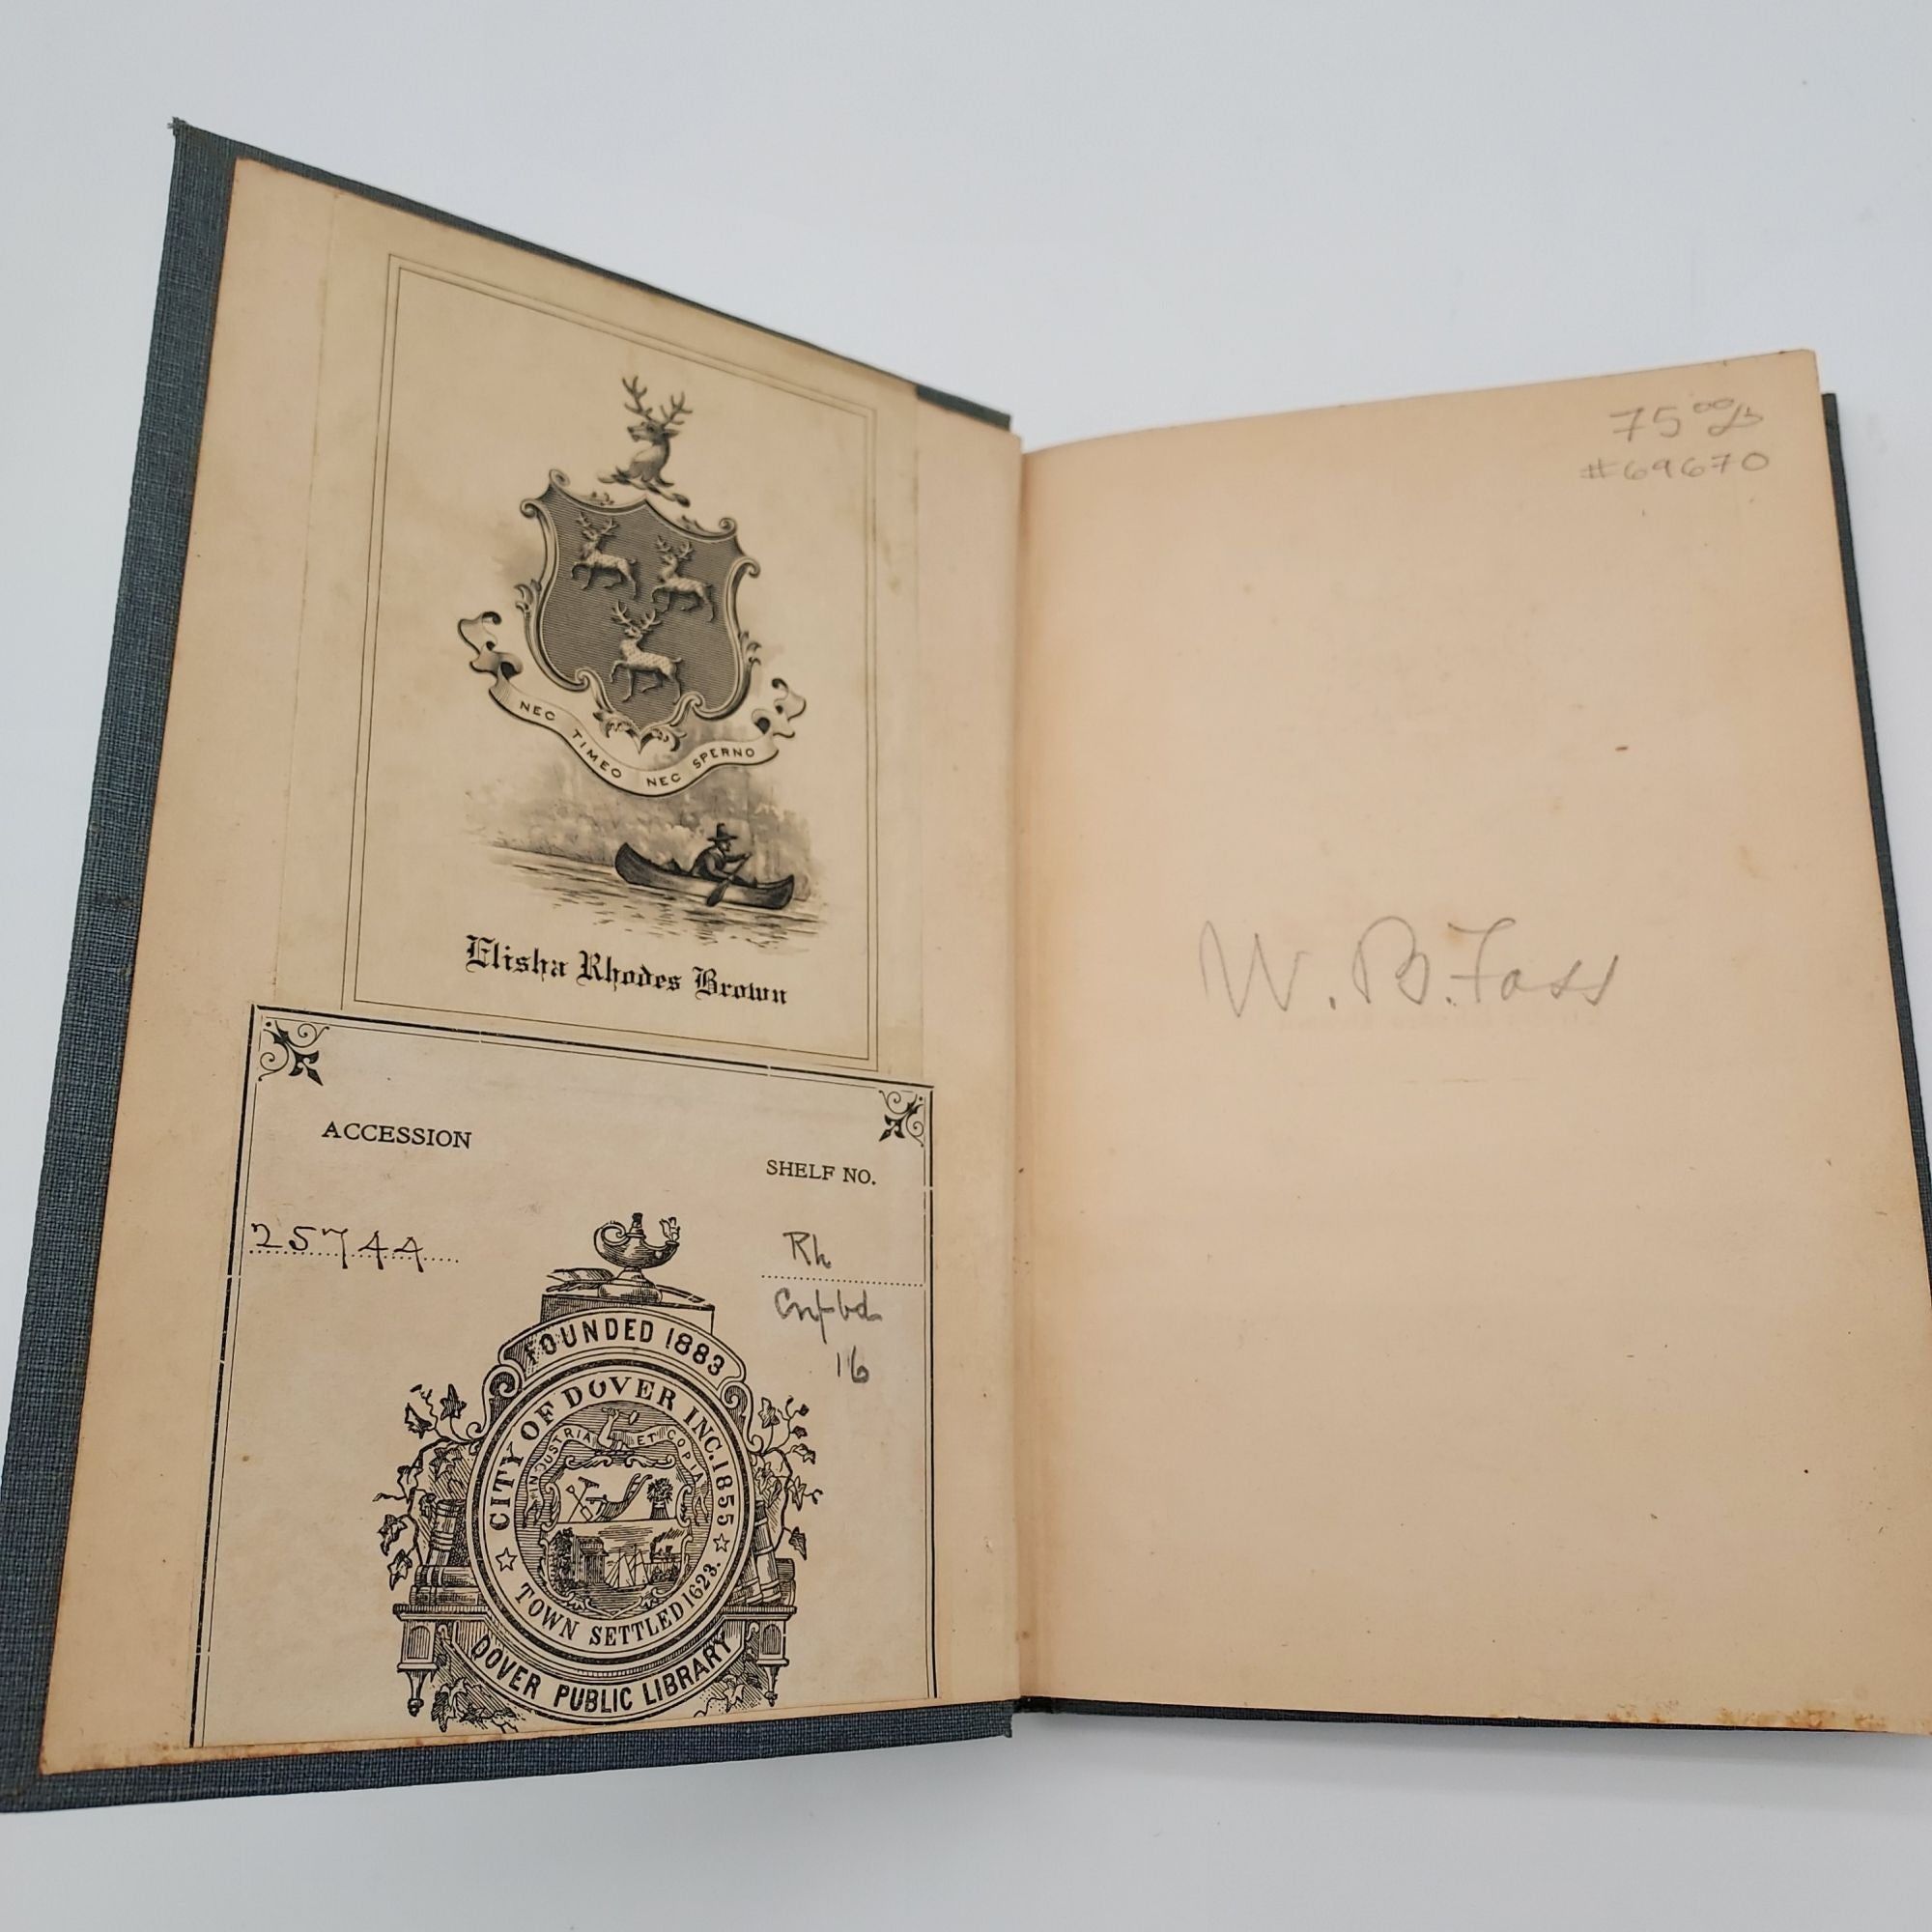 NEC TIMEO NEC SPERNO
Elisha Rhodes Brown
ACCESSION
SHELF NO.
25744
Rh
16
FOUNDED 1883
CITY OF DOVER INC. 1855
INDUSTRIA ET COPIA
TOWN SETTLED 1623.
DOVER PUBLIC LIBRARY
75 00
#69670
W. B. Foss